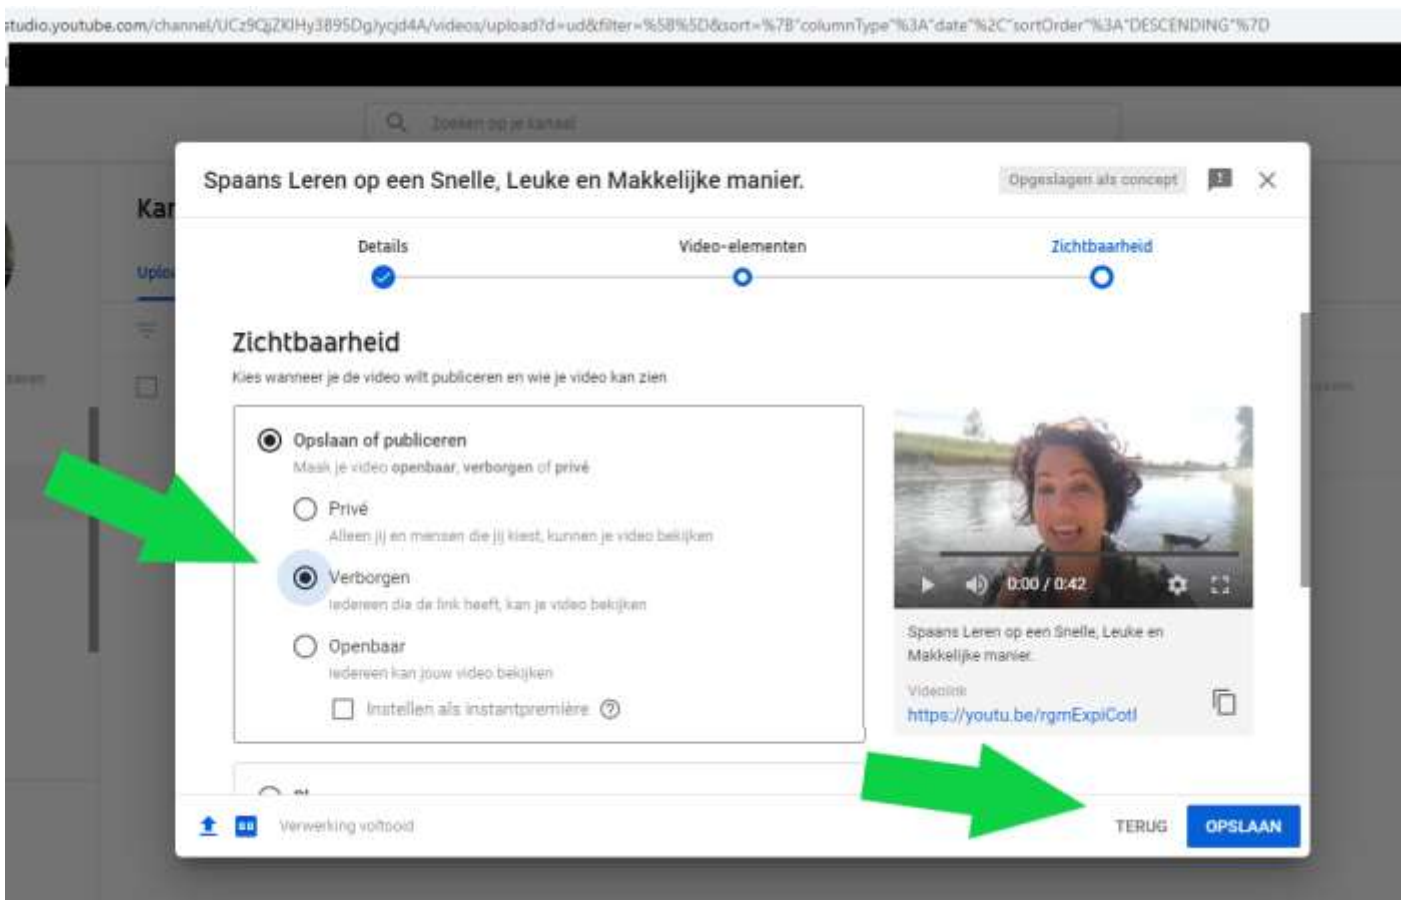 studio.youtube.com/channel/UCz9QjZKlHy3895DgJycjd4A/videos/upload?d=ud&filter=%5B%5D&sort=%7B"columnType"%3A"date"%2C"sortOrder"%3A"DESCENDING"%7D
Zoeken op je kanaal
Spaans Leren op een Snelle, Leuke en Makkelijke manier.
Opgeslagen als concept
Details
Video-elementen
Zichtbaarheid
Zichtbaarheid
Kies wanneer je de video wilt publiceren en wie je video kan zien
Opslaan of publiceren
Maak je video openbaar, verborgen of privé
Privé
Alleen jij en mensen die jij kiest, kunnen je video bekijken
Verborgen
Iedereen die de link heeft, kan je video bekijken
Openbaar
Iedereen kan jouw video bekijken
Instellen als instantpremière
0:00 / 0:42
Spaans Leren op een Snelle, Leuke en
Makkelijke manier.
Videolink
https://youtu.be/rgmExpiCotI
Verwerking voltooid
TERUG
OPSLAAN